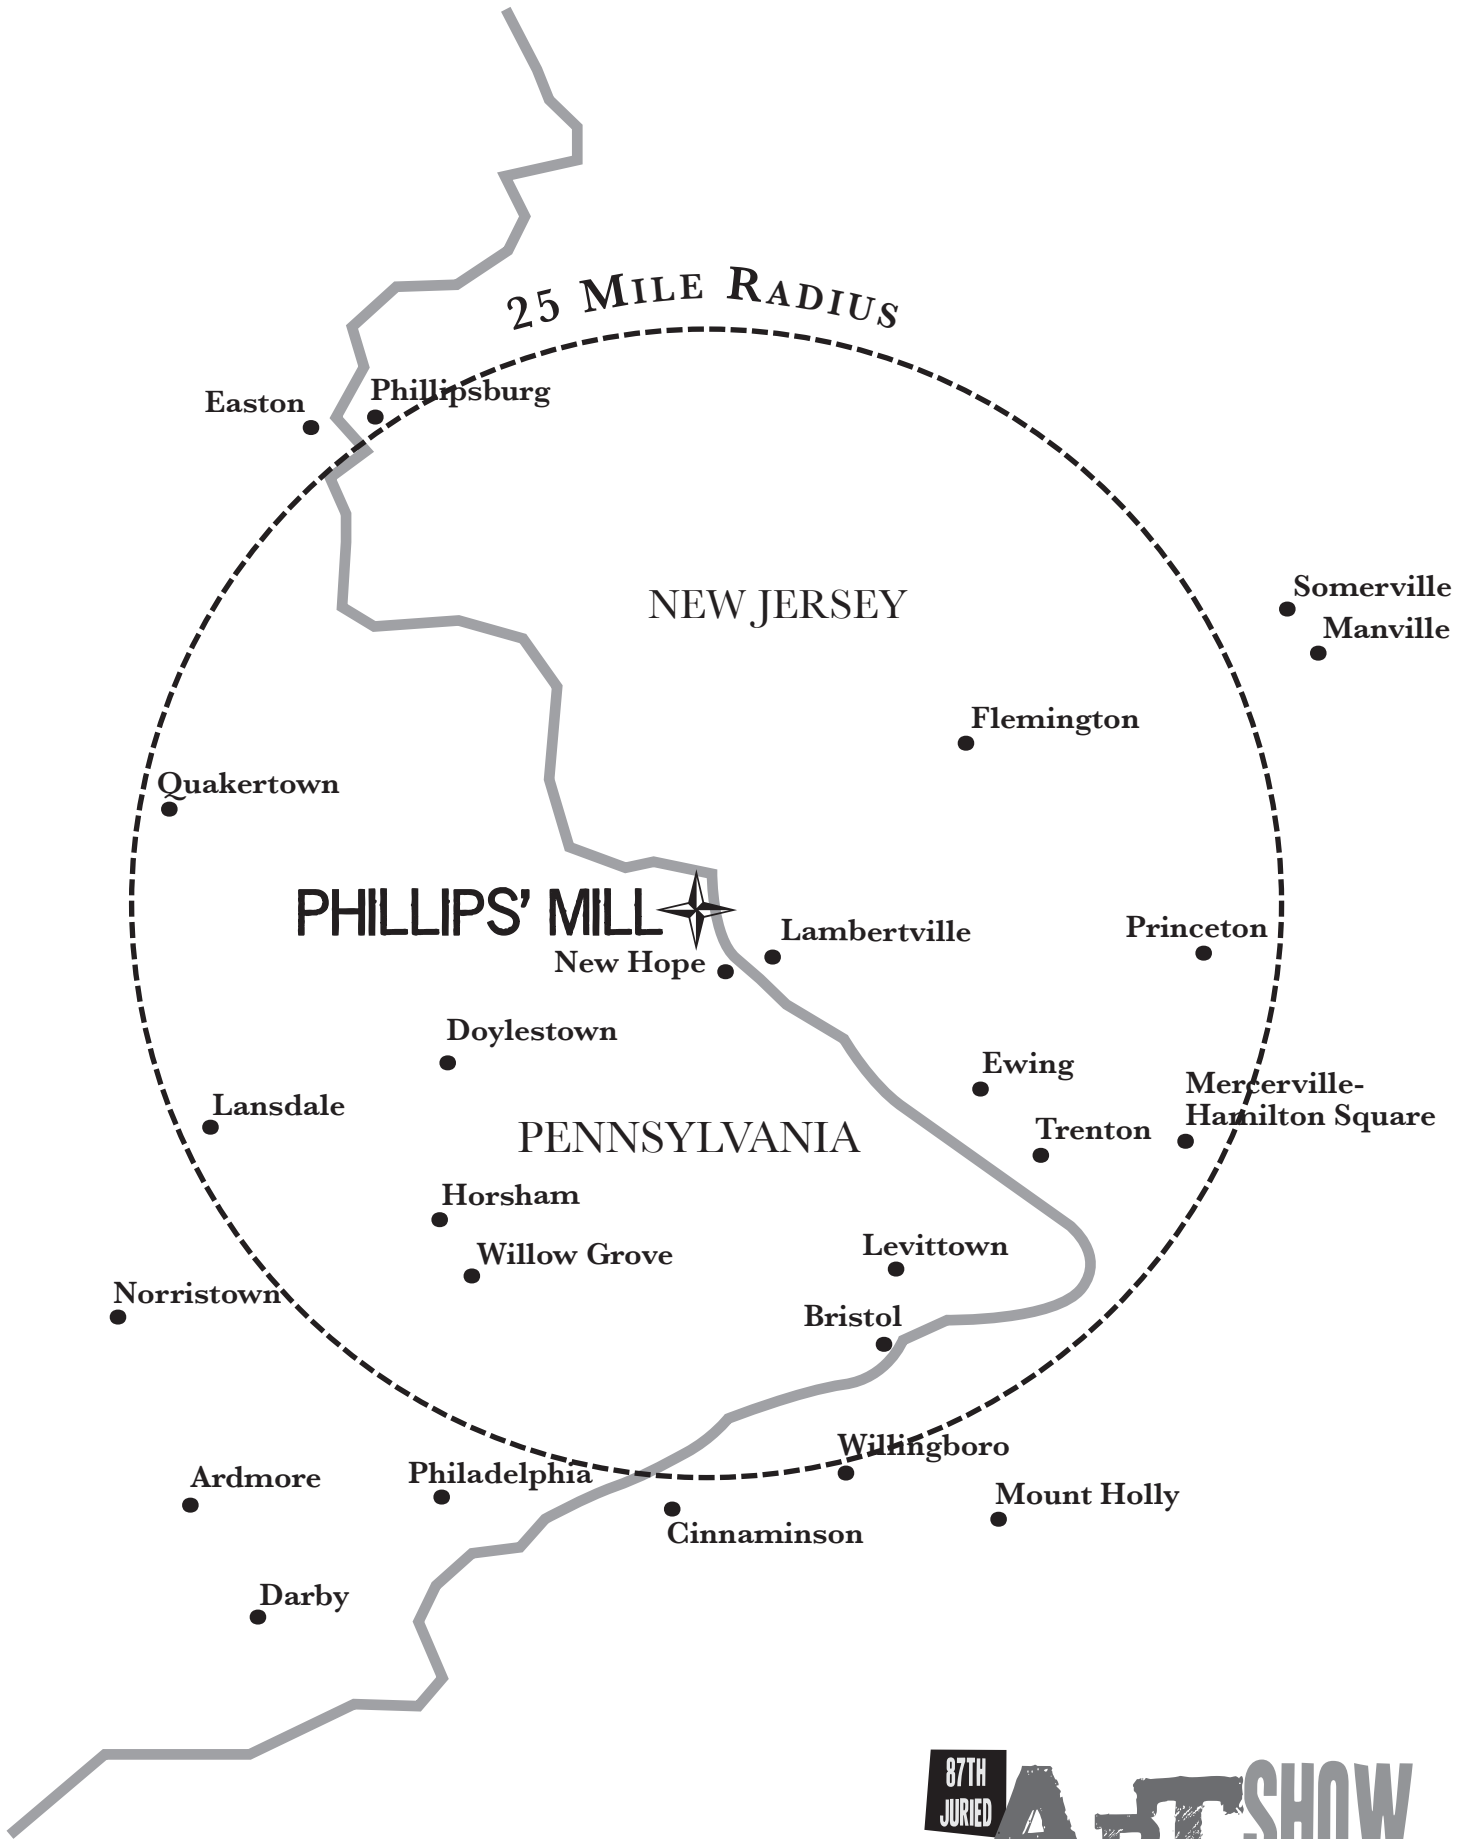 25 MILE RADIUS
Phillipsburg
Easton
Somerville
NEW JERSEY
Manville
Flemington
Quakertown
PHILLIPS' MILL
Lambertville
Princeton
New Hope
Doylestown
Ewing
Mercerville-
Hamilton Square
Lansdale
Trenton
PENNSYLVANIA
Horsham
Levittown
Willow Grove
Norristown
Bristol
Willingboro
Philadelphia
Ardmore
Mount Holly
Cinnaminson
Darby
87TH
JURIED
ART SHOW